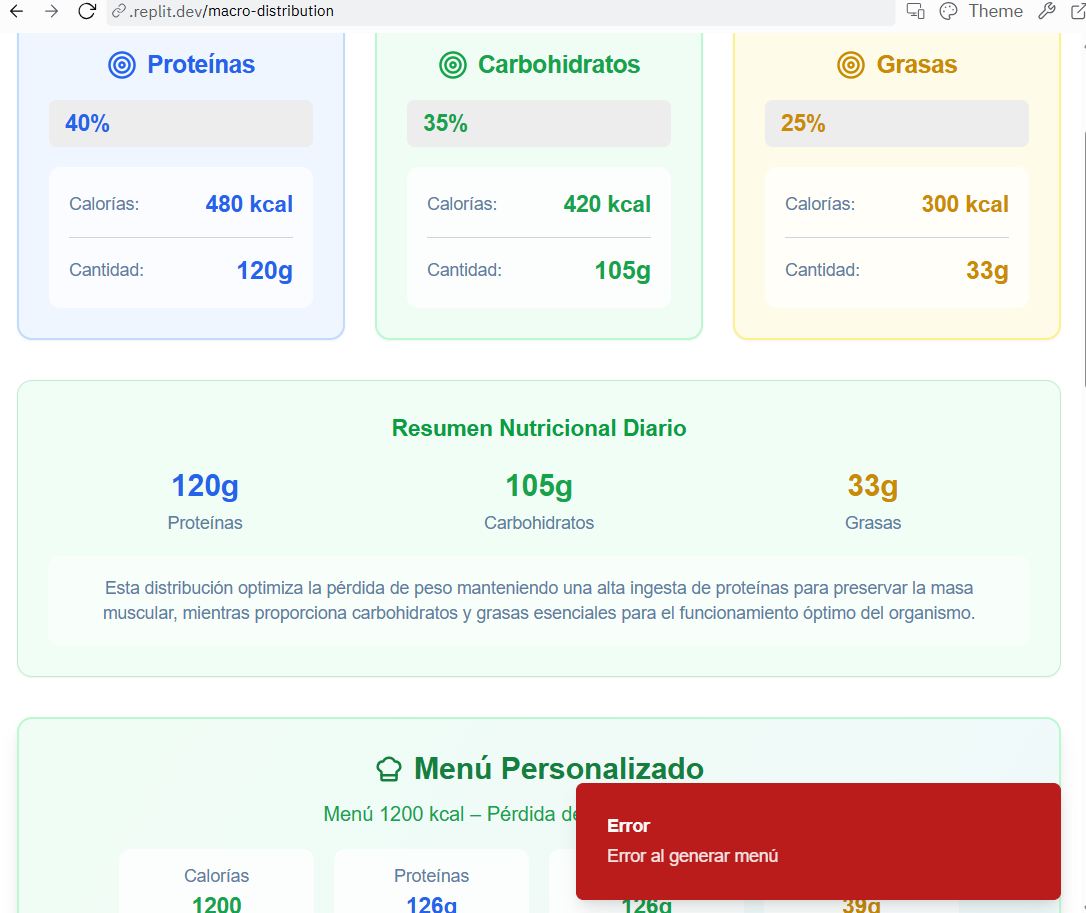 .replit.dev/macro-distribution Theme
Proteínas
Carbohidratos
Grasas
40%
35%
25%
Calorías: 480 kcal
Calorías: 420 kcal
Calorías: 300 kcal
Cantidad: 120g
Cantidad: 105g
Cantidad: 33g
Resumen Nutricional Diario
120g
105g
33g
Proteínas
Carbohidratos
Grasas
Esta distribución optimiza la pérdida de peso manteniendo una alta ingesta de proteínas para preservar la masa
muscular, mientras proporciona carbohidratos y grasas esenciales para el funcionamiento óptimo del organismo.
Menú Personalizado
Menú 1200 kcal – Pérdida de
Error
Error al generar menú
Calorías
Proteínas
1200
126g
126g
39g